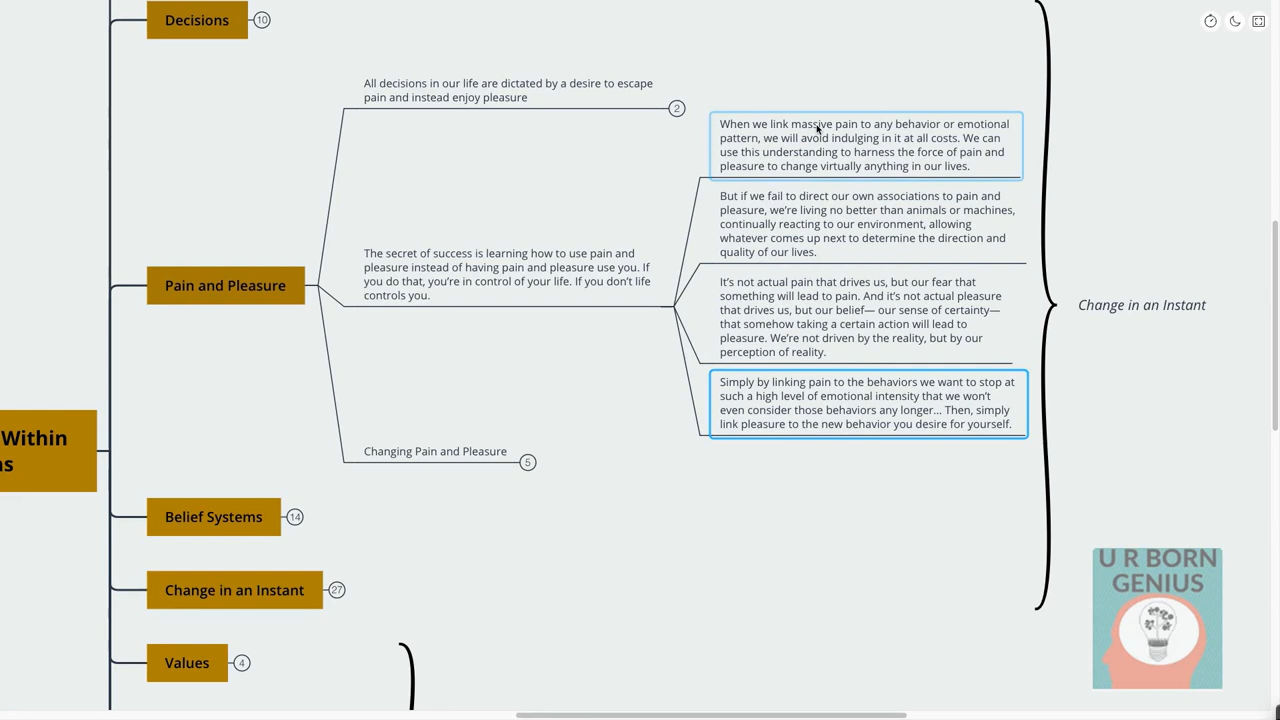 Decisions
10
All decisions in our life are dictated by a desire to escape
pain and instead enjoy pleasure
2
When we link massive pain to any behavior or emotional
pattern, we will avoid indulging in it at all costs. We can
use this understanding to harness the force of pain and
pleasure to change virtually anything in our lives.
But if we fail to direct our own associations to pain and
pleasure, we’re living no better than animals or machines,
continually reacting to our environment, allowing
whatever comes up next to determine the direction and
quality of our lives.
The secret of success is learning how to use pain and
pleasure instead of having pain and pleasure use you. If
you do that, you’re in control of your life. If you don’t life
controls you.
Pain and Pleasure
It’s not actual pain that drives us, but our fear that
something will lead to pain. And it’s not actual pleasure
that drives us, but our belief— our sense of certainty—
that somehow taking a certain action will lead to
pleasure. We’re not driven by the reality, but by our
perception of reality.
Change in an Instant
Simply by linking pain to the behaviors we want to stop at
such a high level of emotional intensity that we won’t
even consider those behaviors any longer... Then, simply
link pleasure to the new behavior you desire for yourself.
Within
s
Changing Pain and Pleasure
5
Belief Systems
14
Change in an Instant
27
Values
4
U R BORN
GENIUS